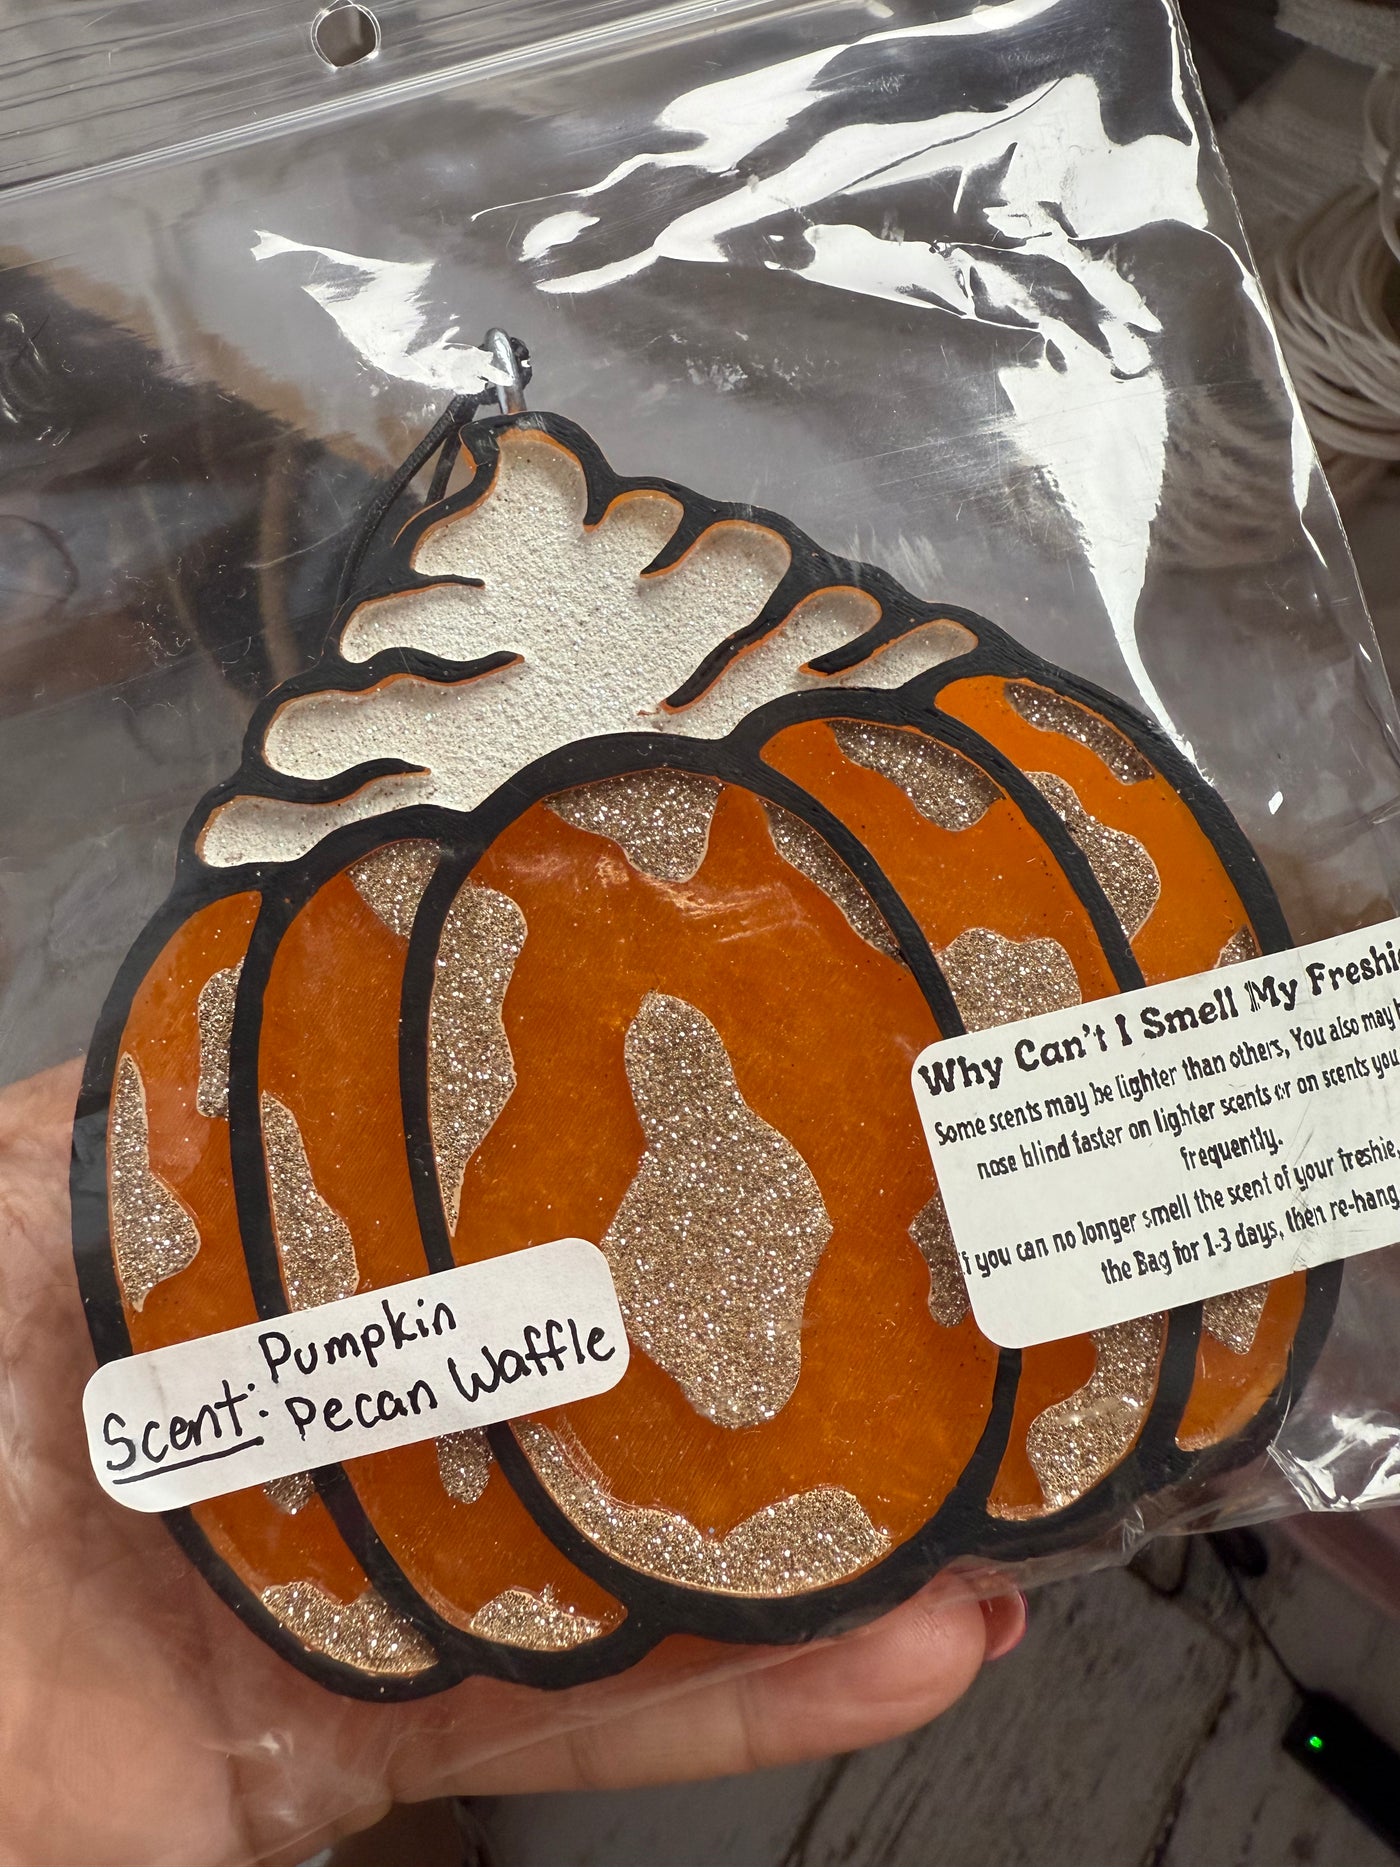 Scent: Pumpkin
Pecan Waffle
Why Can't I Smell My Freshie
Some scents may be lighter than others, You also may
nose blind faster on lighter scents or on scents you
frequently.
if you can no longer smell the scent of your freshie,
the Bag for 1-3 days, then re-hang